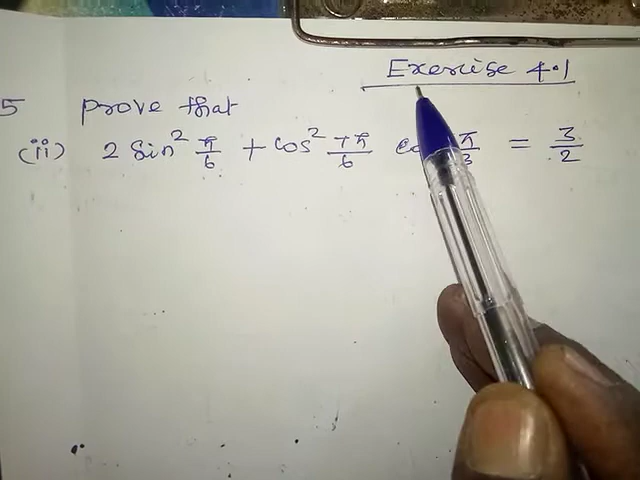 Exercise 4.1
5 prove that
(ii) 2 Sin² π/6 + cos² 7π/6 π/3 = 3/2